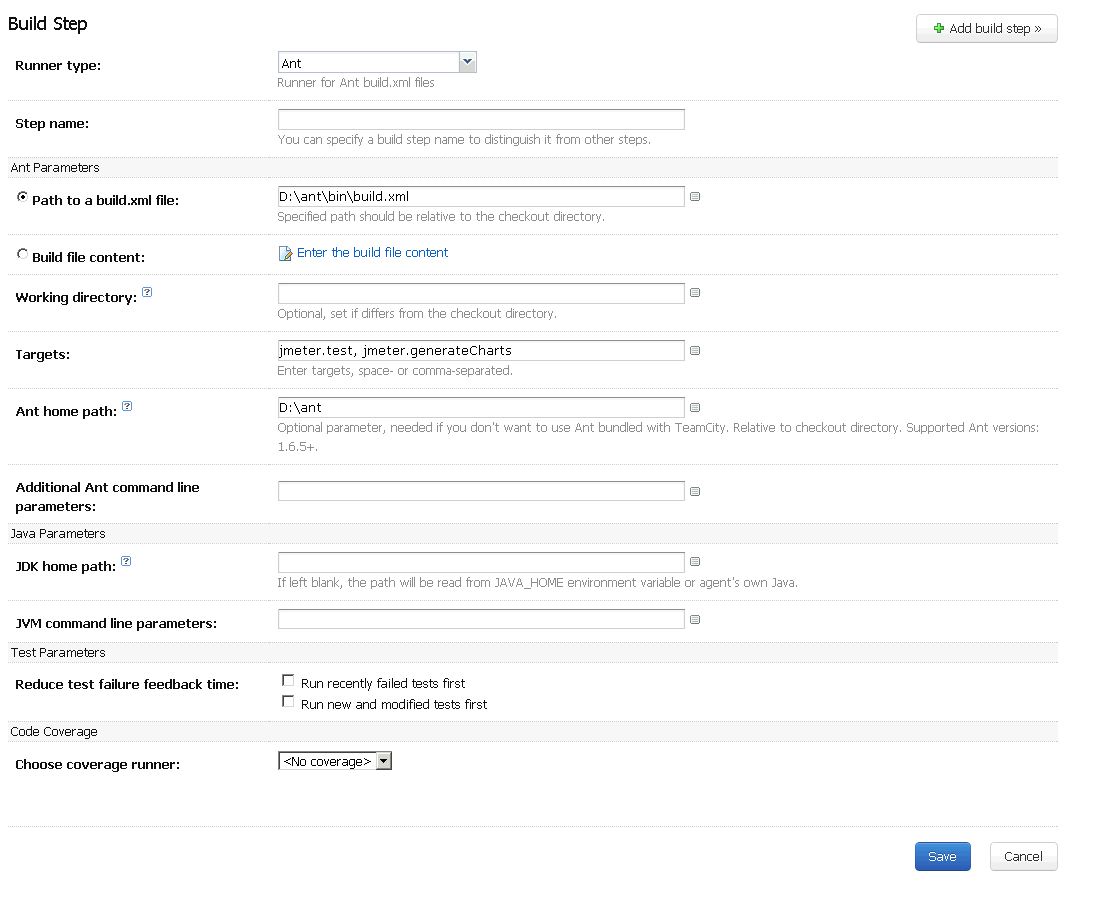 Build Step
Add build step »
Runner type:
Ant
Runner for Ant build.xml files
Step name:
You can specify a build step name to distinguish it from other steps.
Ant Parameters
Path to a build.xml file:
D:\ant\bin\build.xml
Specified path should be relative to the checkout directory.
Build file content:
Enter the build file content
Working directory: ?
Optional, set if differs from the checkout directory.
Targets:
jmeter.test, jmeter.generateCharts
Enter targets, space- or comma-separated.
Ant home path: ?
D:\ant
Optional parameter, needed if you don't want to use Ant bundled with TeamCity. Relative to checkout directory. Supported Ant versions:
1.6.5+.
Additional Ant command line
parameters:
Java Parameters
JDK home path: ?
If left blank, the path will be read from JAVA_HOME environment variable or agent's own Java.
JVM command line parameters:
Test Parameters
Reduce test failure feedback time:
Run recently failed tests first
Run new and modified tests first
Code Coverage
Choose coverage runner:
<No coverage>
Save
Cancel